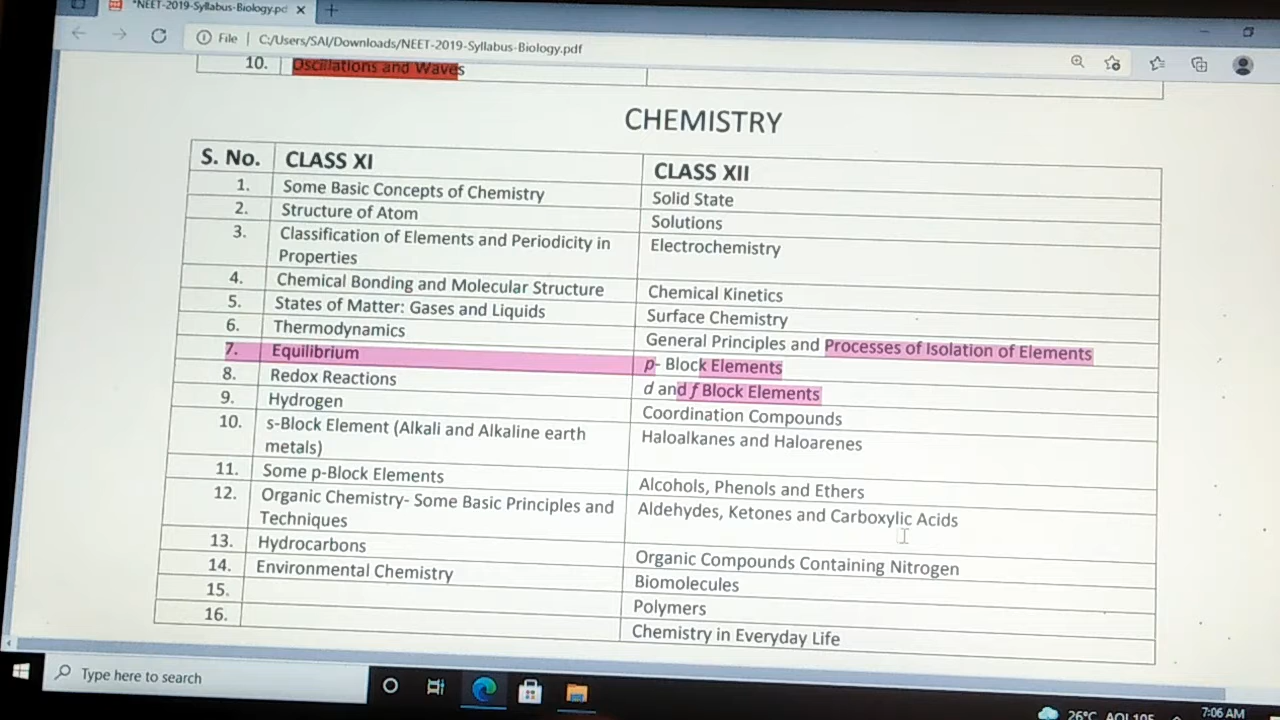 *NEET-2019-Syllabus-Biology.pd
File | C:/Users/SAI/Downloads/NEET-2019-Syllabus-Biology.pdf
10. Oscillations and Waves
CHEMISTRY
S. No. CLASS XI CLASS XII
1. Some Basic Concepts of Chemistry Solid State
2. Structure of Atom Solutions
3. Classification of Elements and Periodicity in Electrochemistry
Properties
4. Chemical Bonding and Molecular Structure Chemical Kinetics
5. States of Matter: Gases and Liquids Surface Chemistry
6. Thermodynamics General Principles and Processes of Isolation of Elements
7. Equilibrium p- Block Elements
8. Redox Reactions d and f Block Elements
9. Hydrogen Coordination Compounds
10. s-Block Element (Alkali and Alkaline earth Haloalkanes and Haloarenes
metals)
11. Some p-Block Elements Alcohols, Phenols and Ethers
12. Organic Chemistry- Some Basic Principles and Aldehydes, Ketones and Carboxylic Acids
Techniques
13. Hydrocarbons Organic Compounds Containing Nitrogen
14. Environmental Chemistry Biomolecules
15. Polymers
16. Chemistry in Everyday Life
Type here to search
26°C AQI 105
7:06 AM